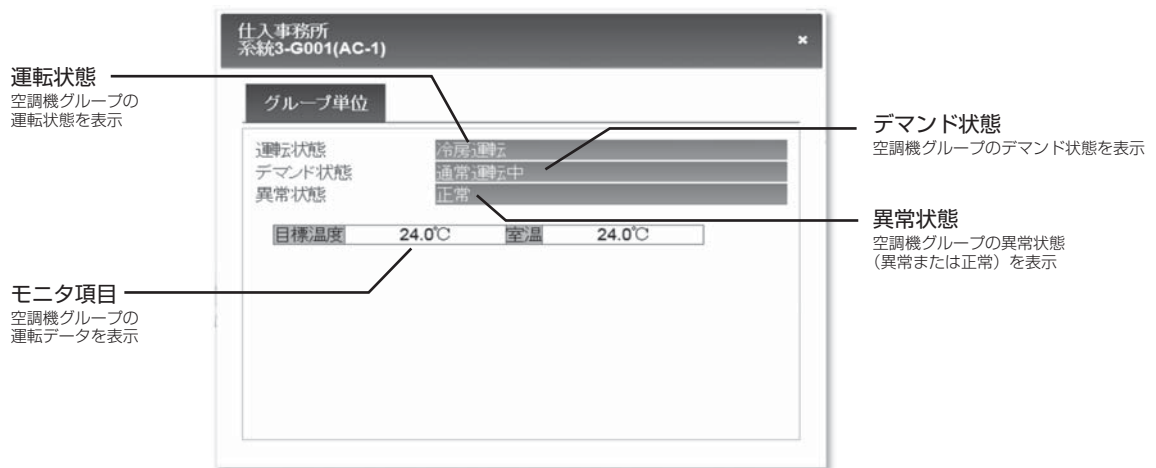 仕入事務所
系統3-G001(AC-1)
×
グループ単位
運転状態
空調機グループの
運転状態を表示
運転状態 冷房運転
デマンド状態 通常運転中
異常状態 正常
デマンド状態
空調機グループのデマンド状態を表示
異常状態
空調機グループの異常状態
（異常または正常）を表示
目標温度 24.0℃ 室温 24.0℃
モニタ項目
空調機グループの
運転データを表示